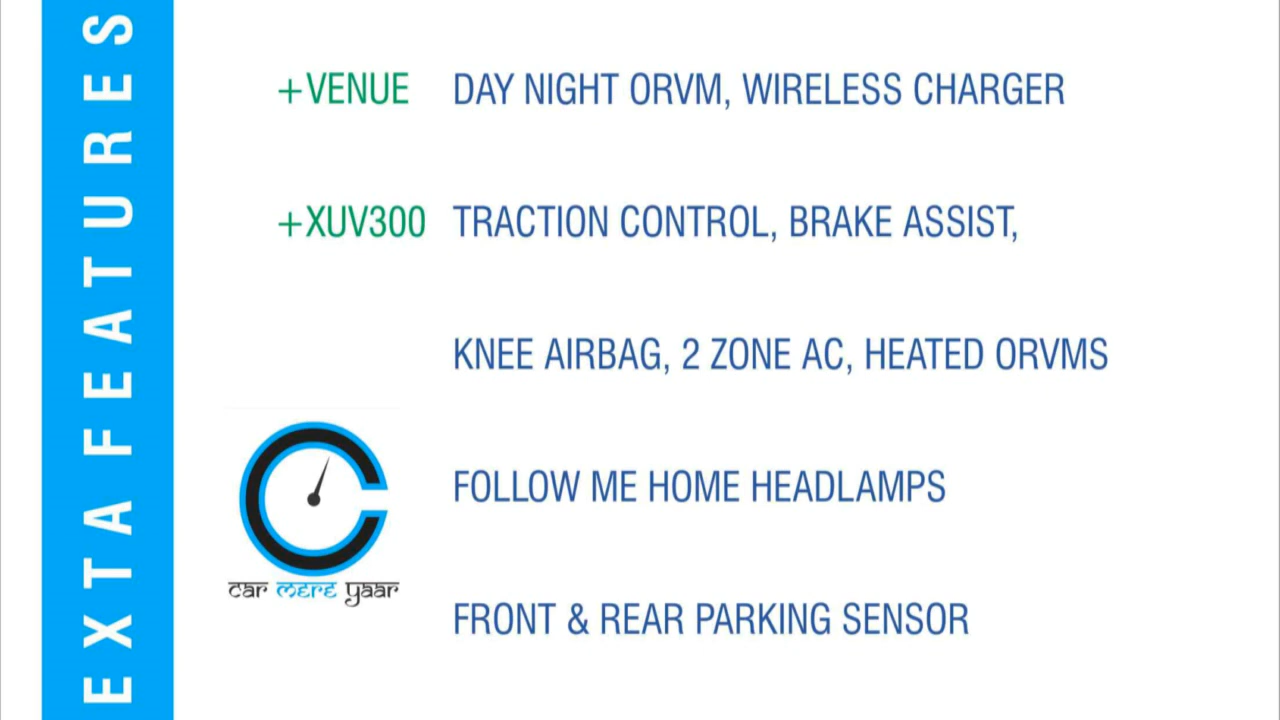 EXTA FEATURES
+VENUE DAY NIGHT ORVM, WIRELESS CHARGER
+XUV300 TRACTION CONTROL, BRAKE ASSIST,
KNEE AIRBAG, 2 ZONE AC, HEATED ORVMS
FOLLOW ME HOME HEADLAMPS
FRONT & REAR PARKING SENSOR
car mere yaar